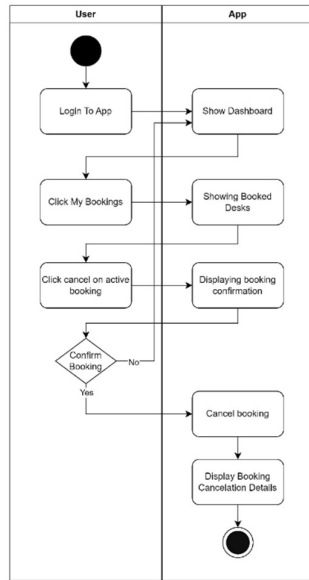 User
App
Login To App
Show Dashboard
Click My Bookings
Showing Booked
Desks
Click cancel on active
booking
Displaying booking
confirmation
Confirm
Booking
No
Yes
Cancel booking
Display Booking
Cancelation Details